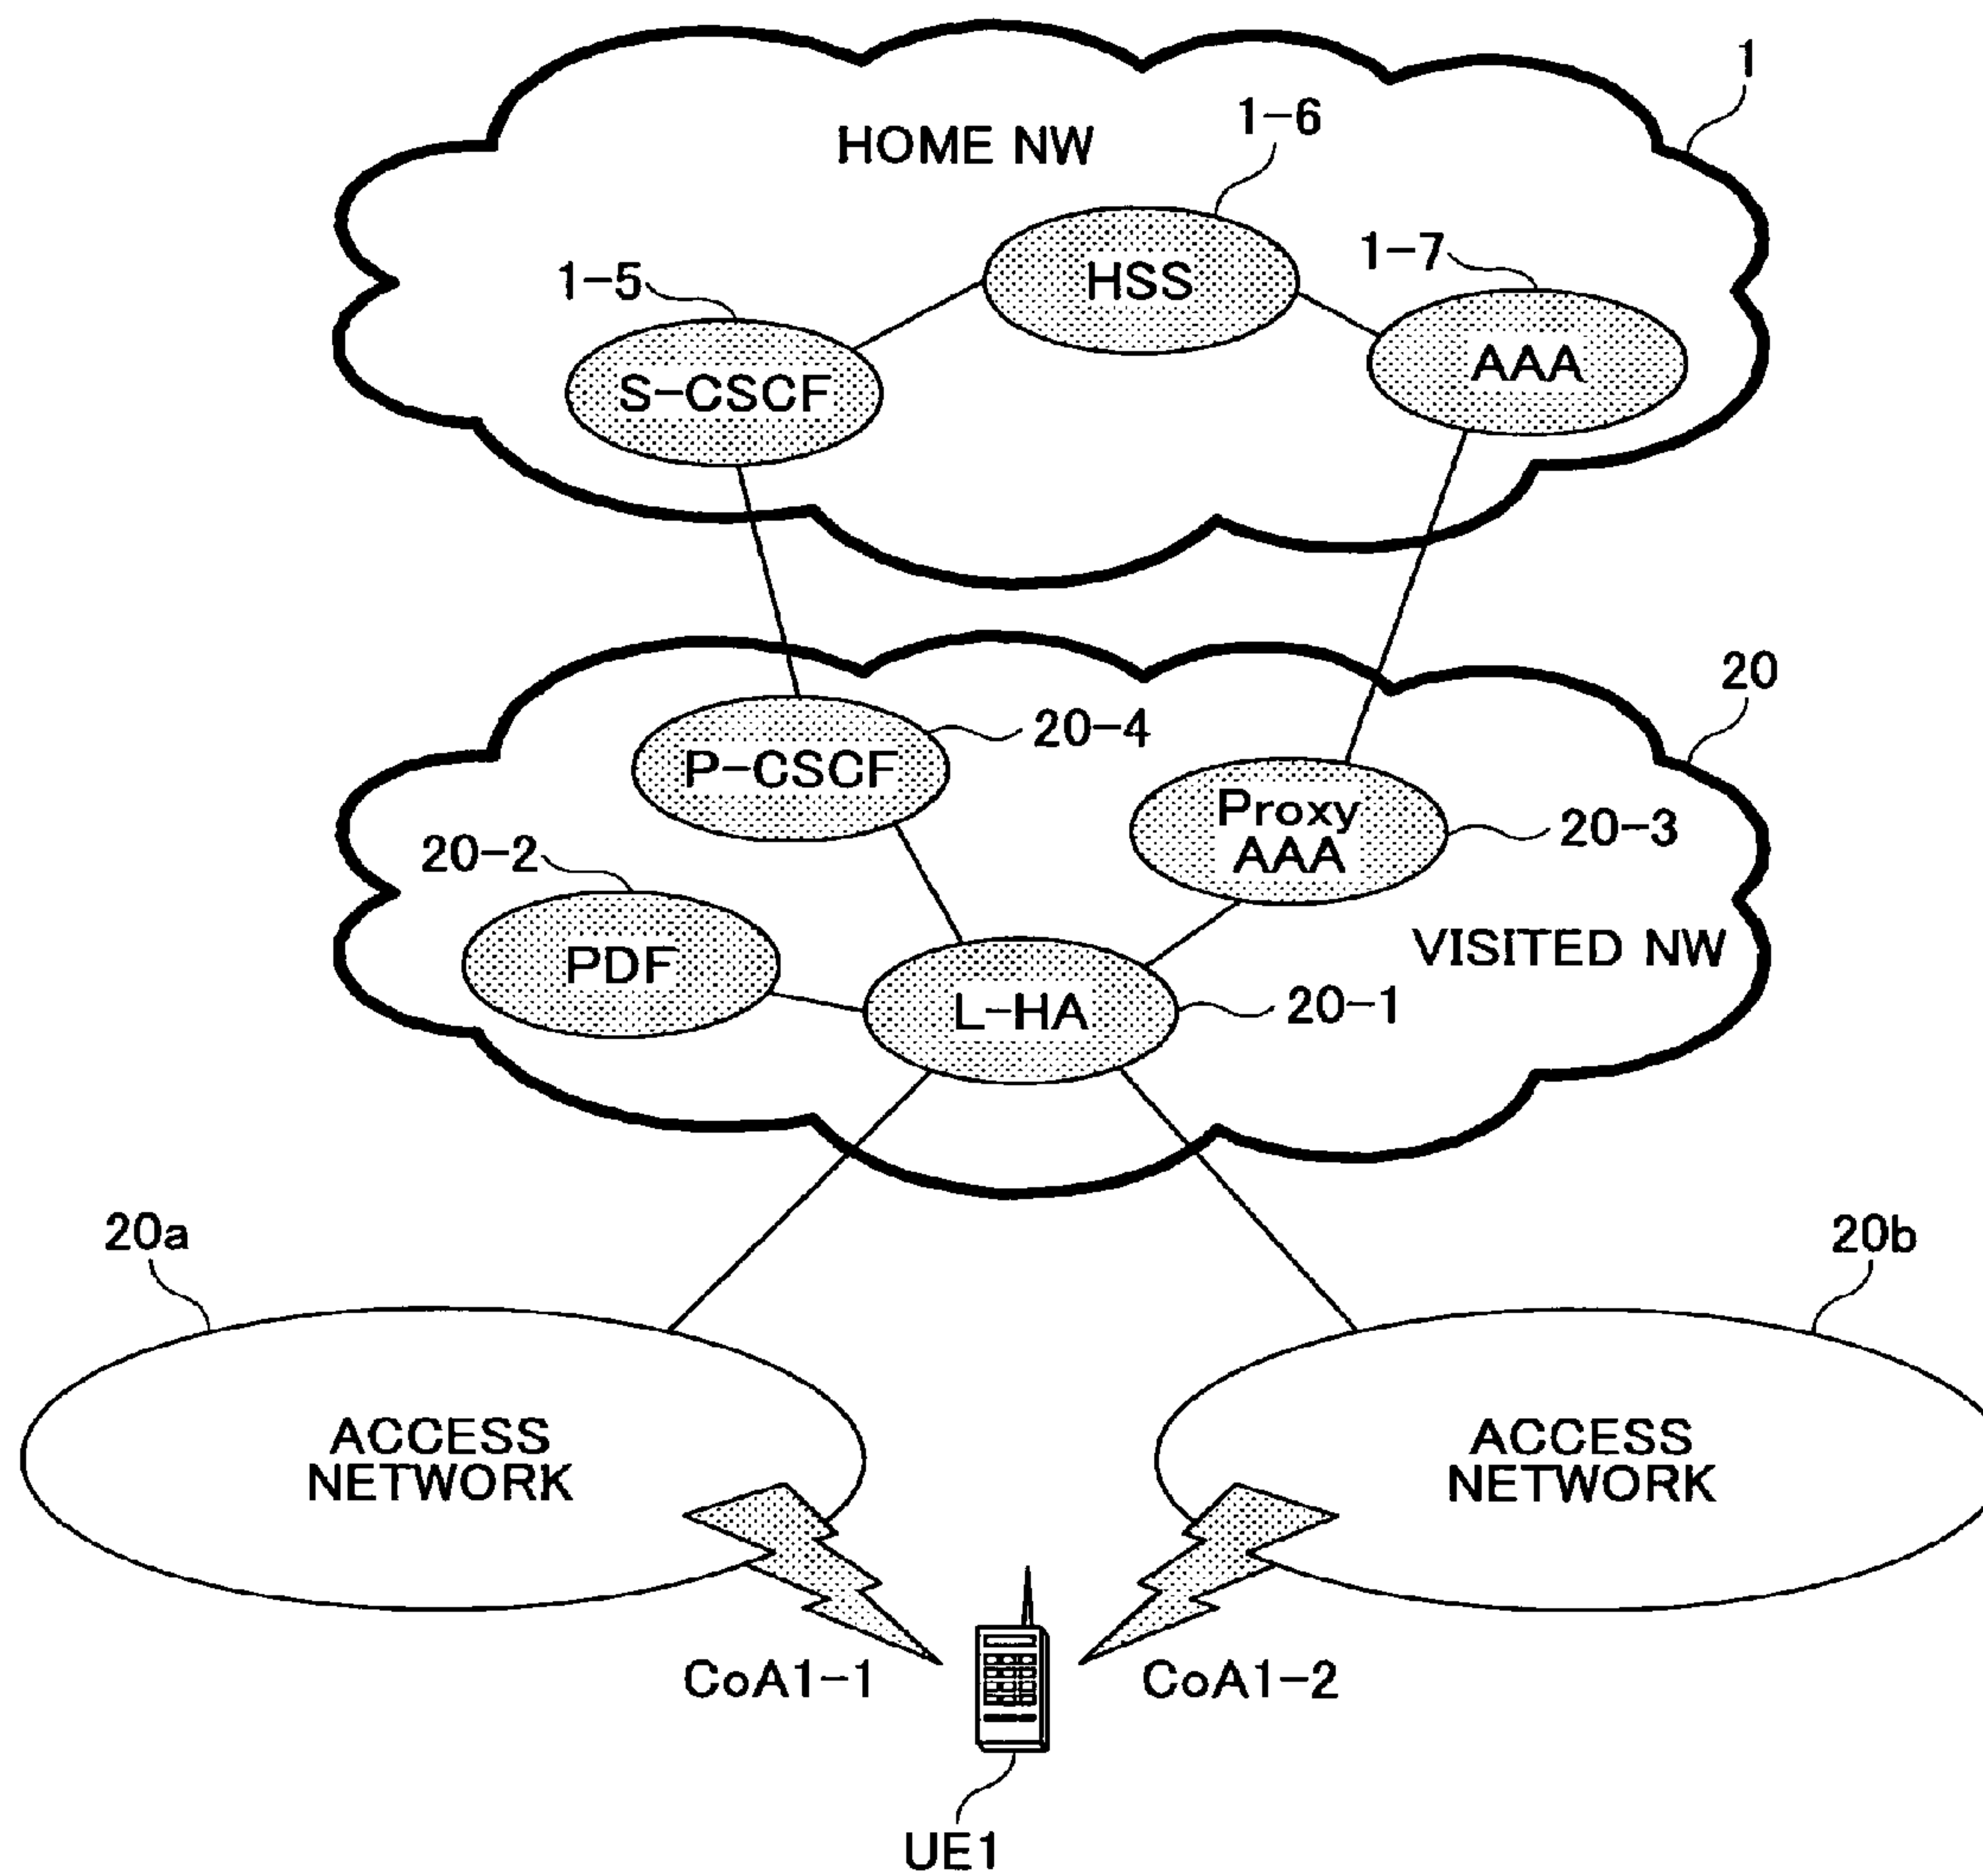 1
HOME NW
1-6
1-7
1-5
HSS
AAA
S-CSCF
20
20-4
P-CSCF
Proxy
AAA
20-3
20-2
VISITED NW
PDF
L-HA
20-1
20a
20b
ACCESS
NETWORK
ACCESS
NETWORK
CoA1-1
CoA1-2
UE1